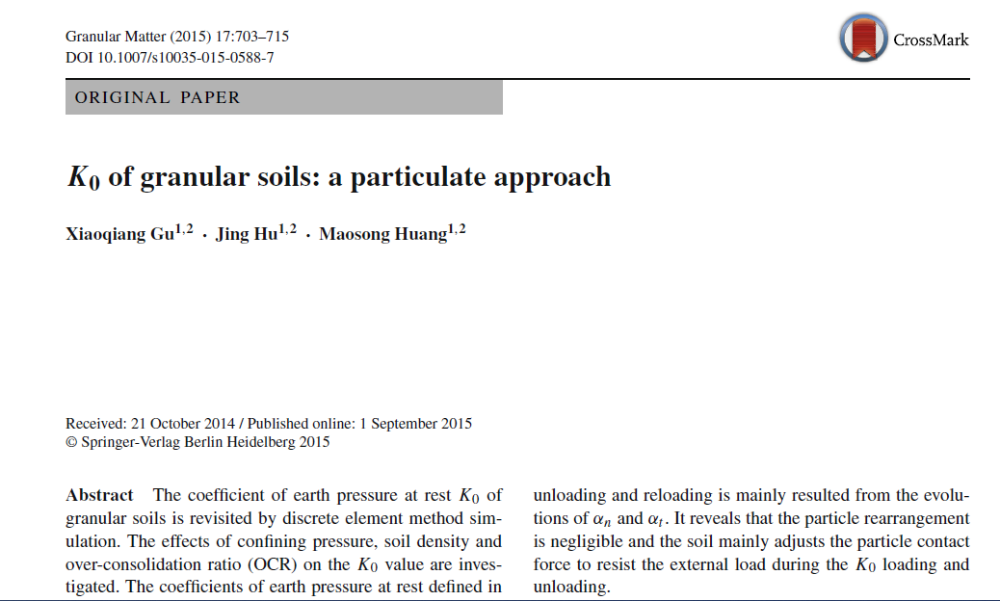 Granular Matter (2015) 17:703–715
DOI 10.1007/s10035-015-0588-7
CrossMark
ORIGINAL PAPER
K0 of granular soils: a particulate approach
Xiaoqiang Gu1,2 · Jing Hu1,2 · Maosong Huang1,2
Received: 21 October 2014 / Published online: 1 September 2015
© Springer-Verlag Berlin Heidelberg 2015
Abstract The coefficient of earth pressure at rest K0 of
granular soils is revisited by discrete element method sim-
ulation. The effects of confining pressure, soil density and
over-consolidation ratio (OCR) on the K0 value are inves-
tigated. The coefficients of earth pressure at rest defined in
unloading and reloading is mainly resulted from the evolu-
tions of αn and αt. It reveals that the particle rearrangement
is negligible and the soil mainly adjusts the particle contact
force to resist the external load during the K0 loading and
unloading.